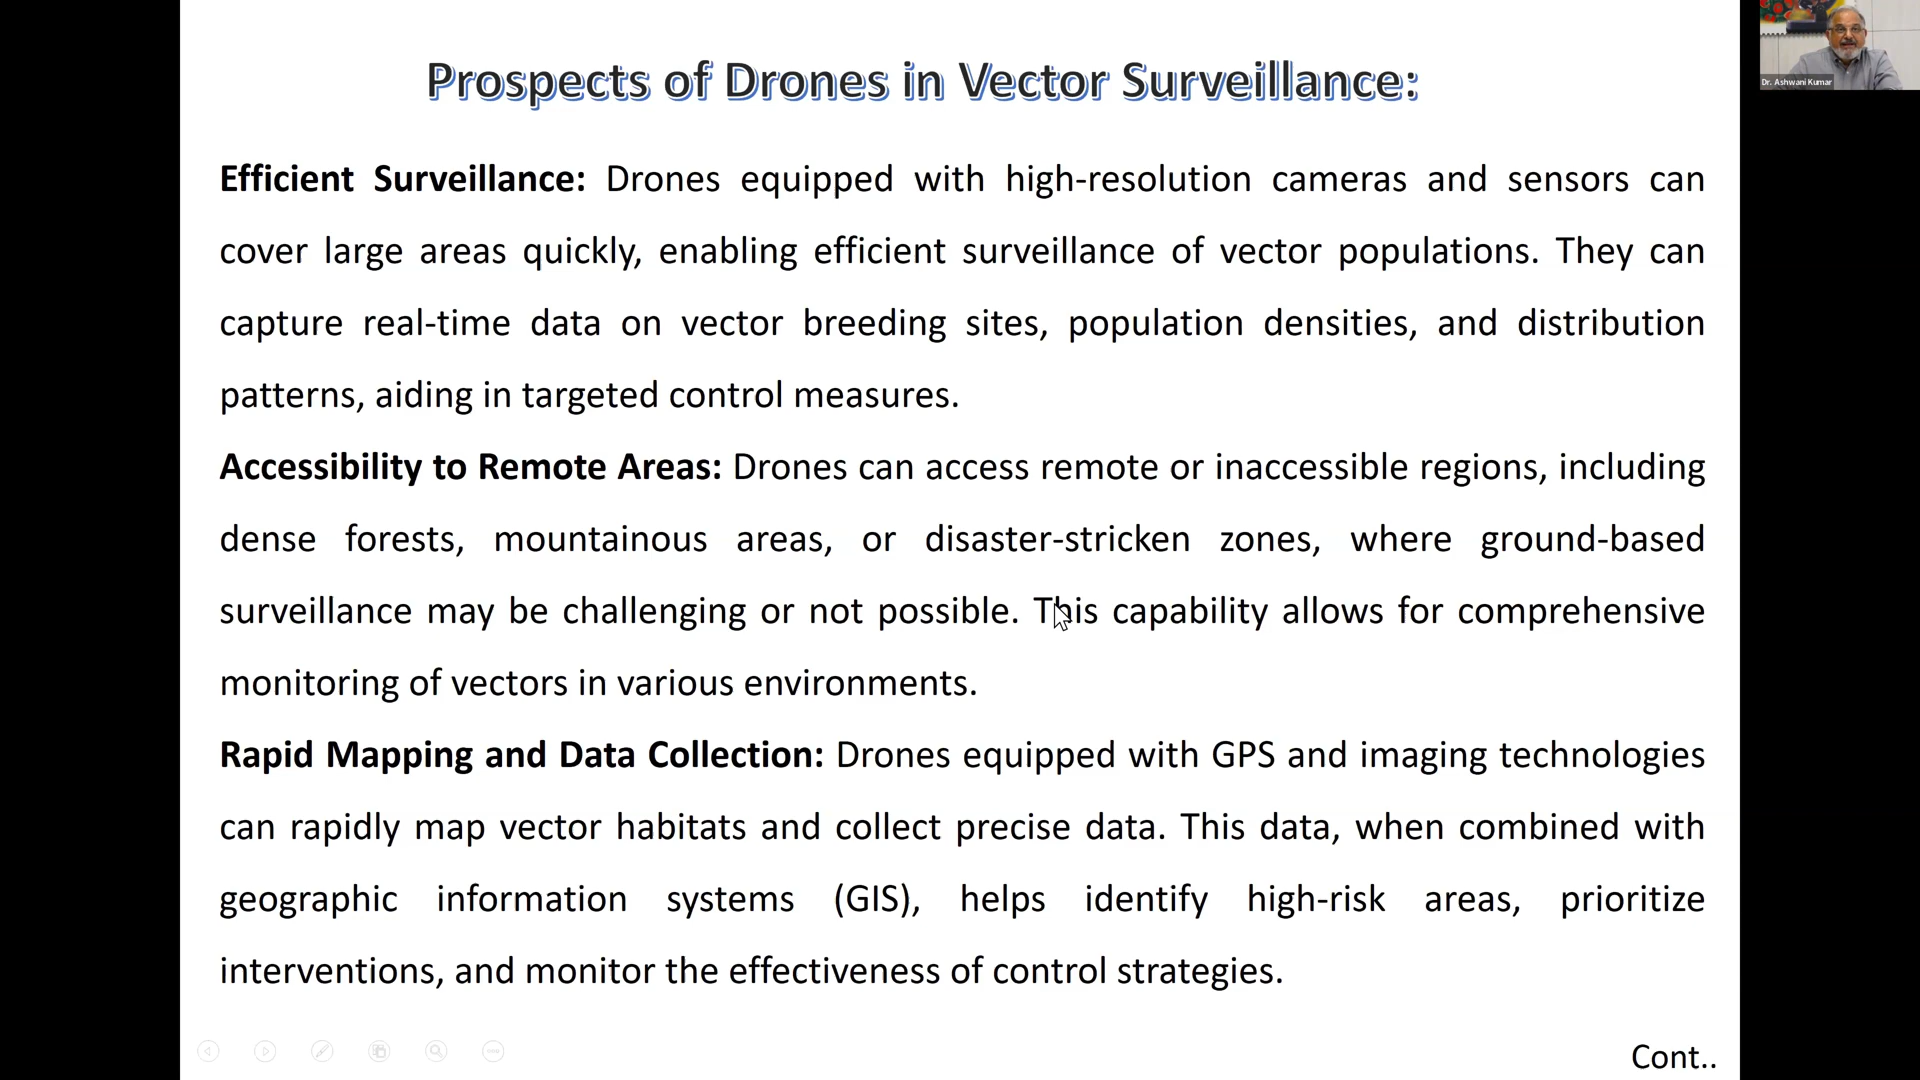 Prospects of Drones in Vector Surveillance:
Dr. Ashwani Kumar
Efficient Surveillance: Drones equipped with high-resolution cameras and sensors can
cover large areas quickly, enabling efficient surveillance of vector populations. They can
capture real-time data on vector breeding sites, population densities, and distribution
patterns, aiding in targeted control measures.
Accessibility to Remote Areas: Drones can access remote or inaccessible regions, including
dense forests, mountainous areas, or disaster-stricken zones, where ground-based
surveillance may be challenging or not possible. This capability allows for comprehensive
monitoring of vectors in various environments.
Rapid Mapping and Data Collection: Drones equipped with GPS and imaging technologies
can rapidly map vector habitats and collect precise data. This data, when combined with
geographic information systems (GIS), helps identify high-risk areas, prioritize
interventions, and monitor the effectiveness of control strategies.
Cont..